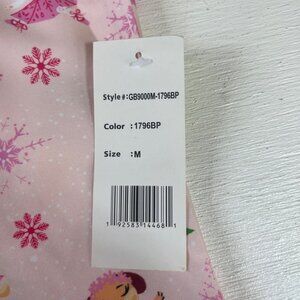 Style #:GB9000M-1796BP
Color :1796BP
Size :M
1 92583 14468 1